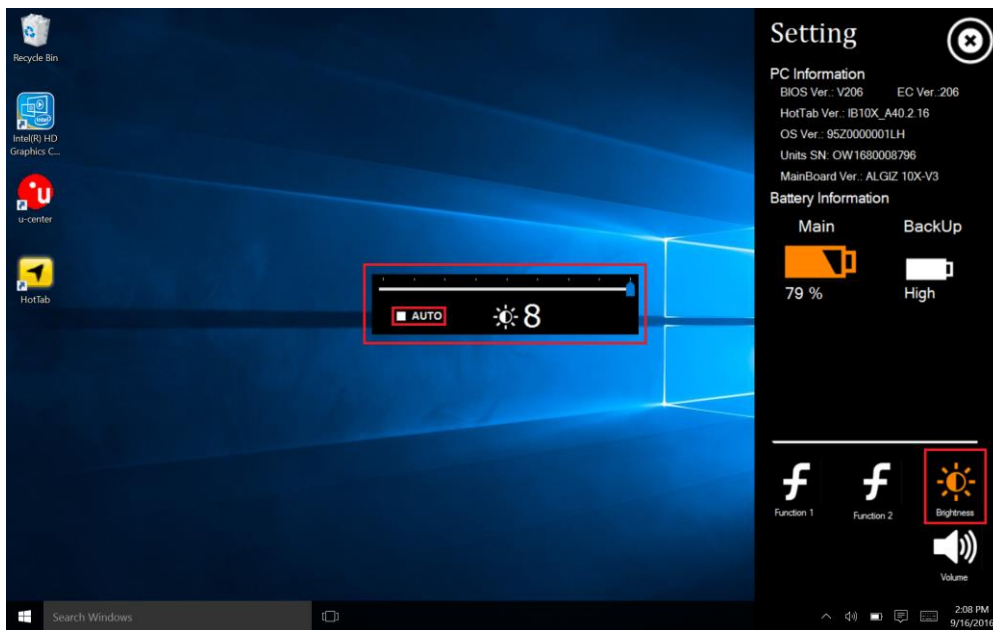 Recycle Bin
Intel(R) HD
Graphics C...
u-center
HotTab
AUTO
8
Setting
PC Information
BIOS Ver.: V206 EC Ver.:206
HotTab Ver.: IB10X_A40.2.16
OS Ver.: 95Z0000001LH
Units SN: OW1680008796
MainBoard Ver.: ALGIZ 10X-V3
Battery Information
Main BackUp
79 % High
Function 1 Function 2 Brightness
Volume
Search Windows
2:08 PM
9/16/2016